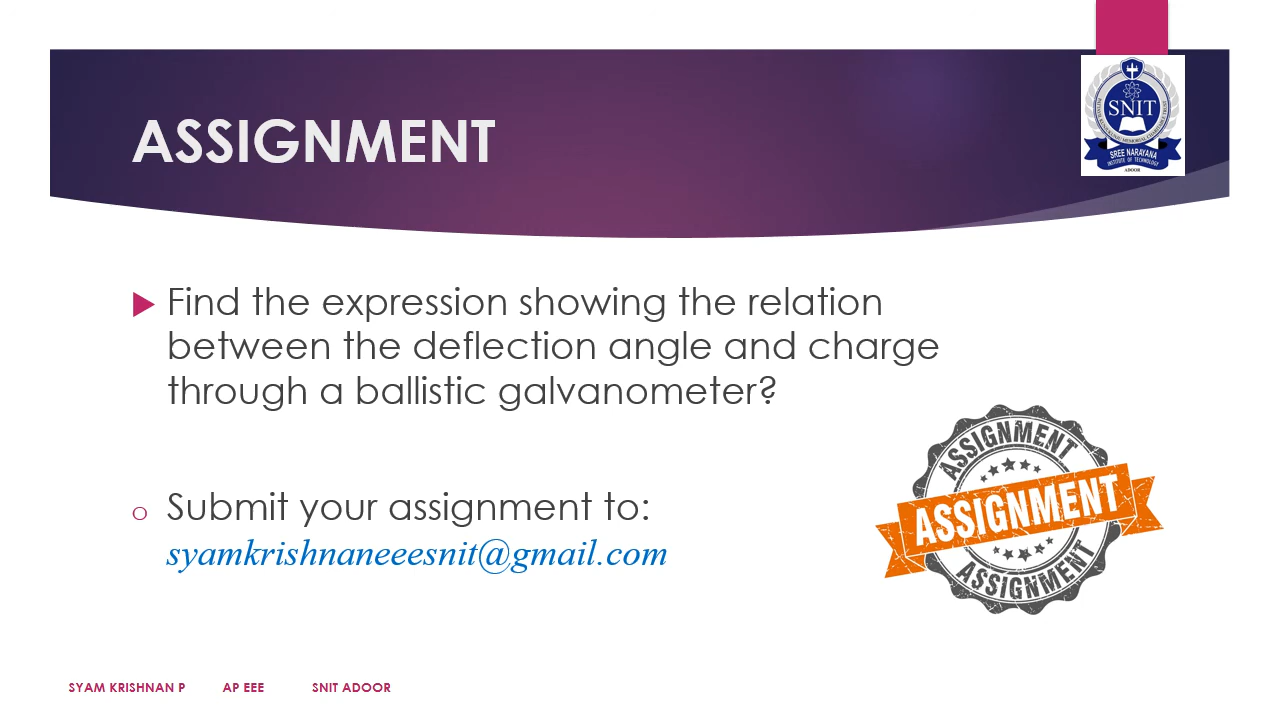 ASSIGNMENT
SNIT
SREE NARAYANA
INSTITUTE OF TECHNOLOGY
ADOOR
Find the expression showing the relation
between the deflection angle and charge
through a ballistic galvanometer?
ASSIGNMENT
ASSIGNMENT
ASSIGNMENT
o Submit your assignment to:
syamkrishnaneeesnit@gmail.com
SYAM KRISHNAN P AP EEE SNIT ADOOR